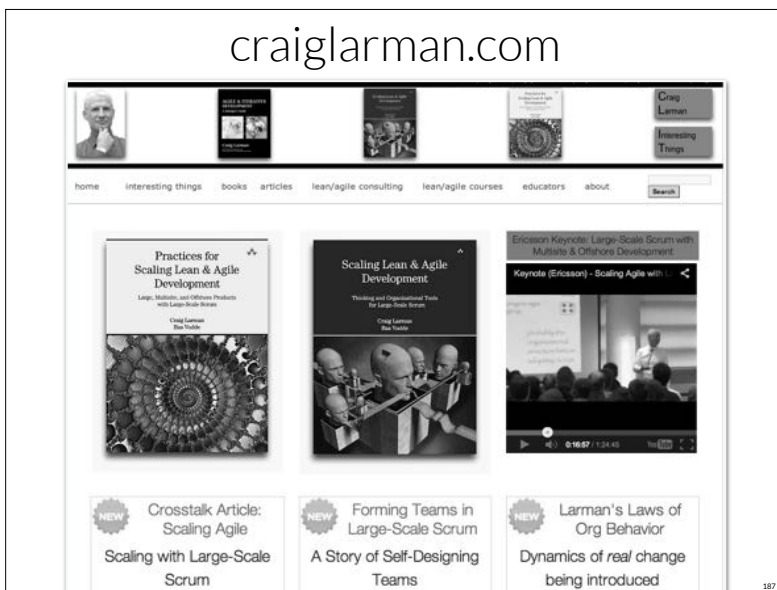 craiglarman.com
Craig
Larman
Interesting
Things
home interesting things books articles lean/agile consulting lean/agile courses educators about
Search
Practices for
Scaling Lean & Agile
Development
Large, Multisite, and Offshore Products
with Large-Scale Scrum
Craig Larman
Bas Vodde
Scaling Lean & Agile
Development
Thinking and Organizational Tools
for Large-Scale Scrum
Craig Larman
Bas Vodde
Ericsson Keynote: Large-Scale Scrum with
Multisite & Offshore Development
Keynote (Ericsson) - Scaling Agile with
0:16:57 / 1:24:45 YouTube
NEW Crosstalk Article:
Scaling Agile
Scaling with Large-Scale
Scrum
NEW Forming Teams in
Large-Scale Scrum
A Story of Self-Designing
Teams
NEW Larman's Laws of
Org Behavior
Dynamics of real change
being introduced
187